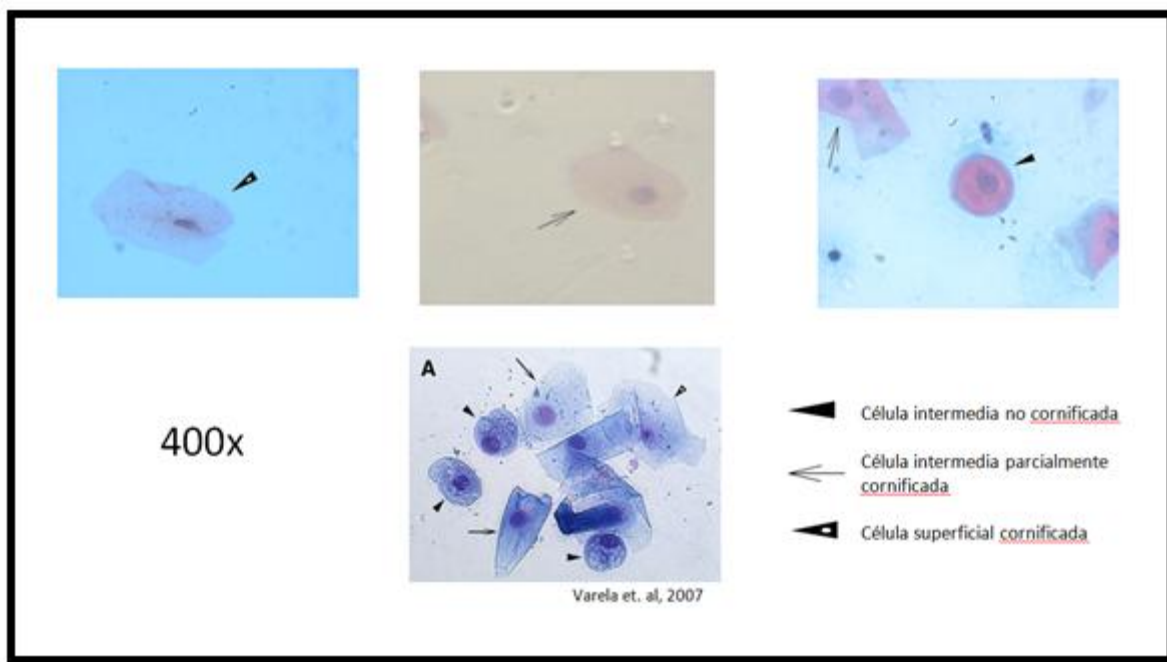 A
400x
Célula intermedia no cornificada
Célula intermedia parcialmente
cornificada
Célula superficial cornificada
Varela et. al, 2007